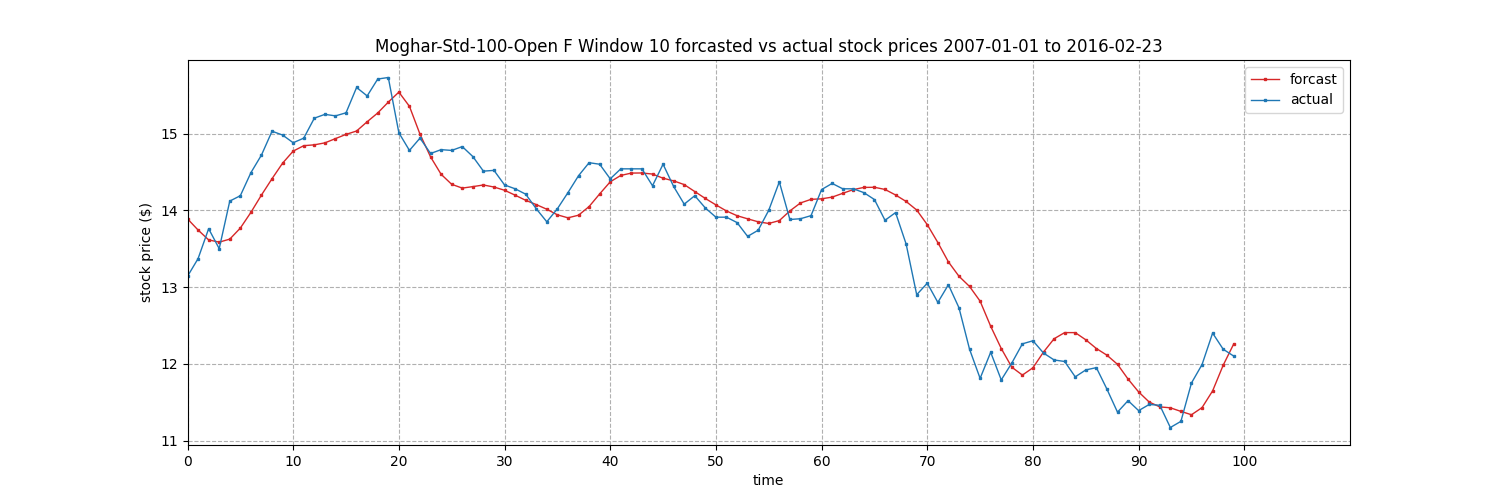 Moghar-Std-100-Open F Window 10 forcasted vs actual stock prices 2007-01-01 to 2016-02-23
forcast
actual
stock price ($)
15
14
13
12
11
0 10 20 30 40 50 60 70 80 90 100
time